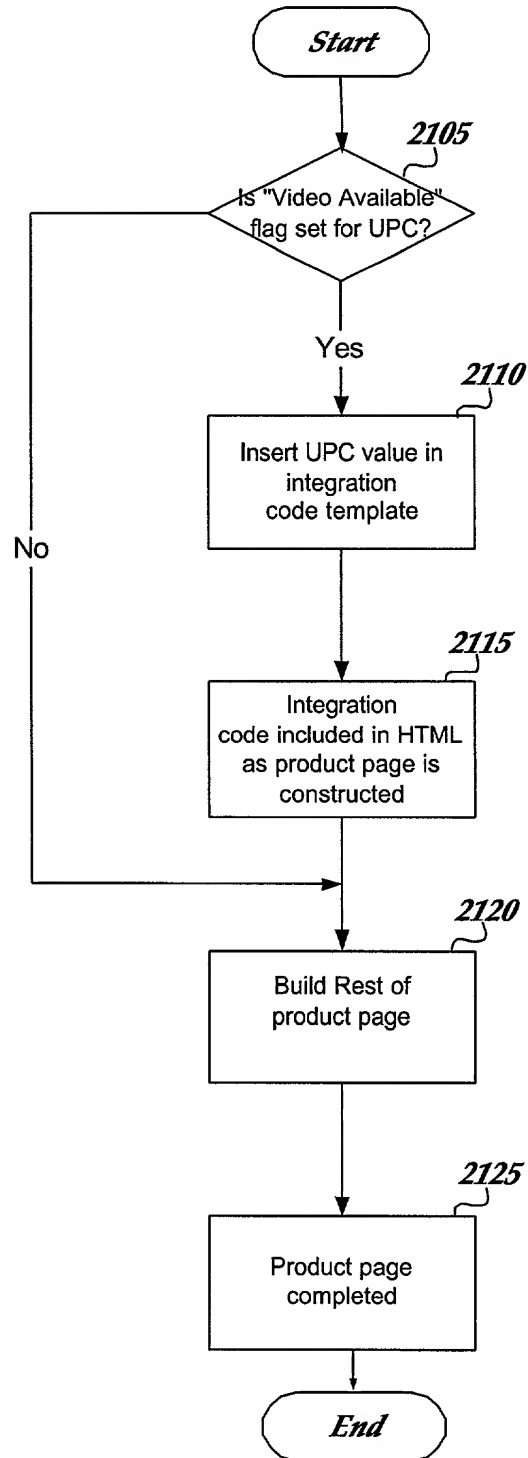 Start
2105
Is "Video Available"
flag set for UPC?
Yes
2110
Insert UPC value in
integration
code template
No
2115
Integration
code included in HTML
as product page is
constructed
2120
Build Rest of
product page
2125
Product page
completed
End